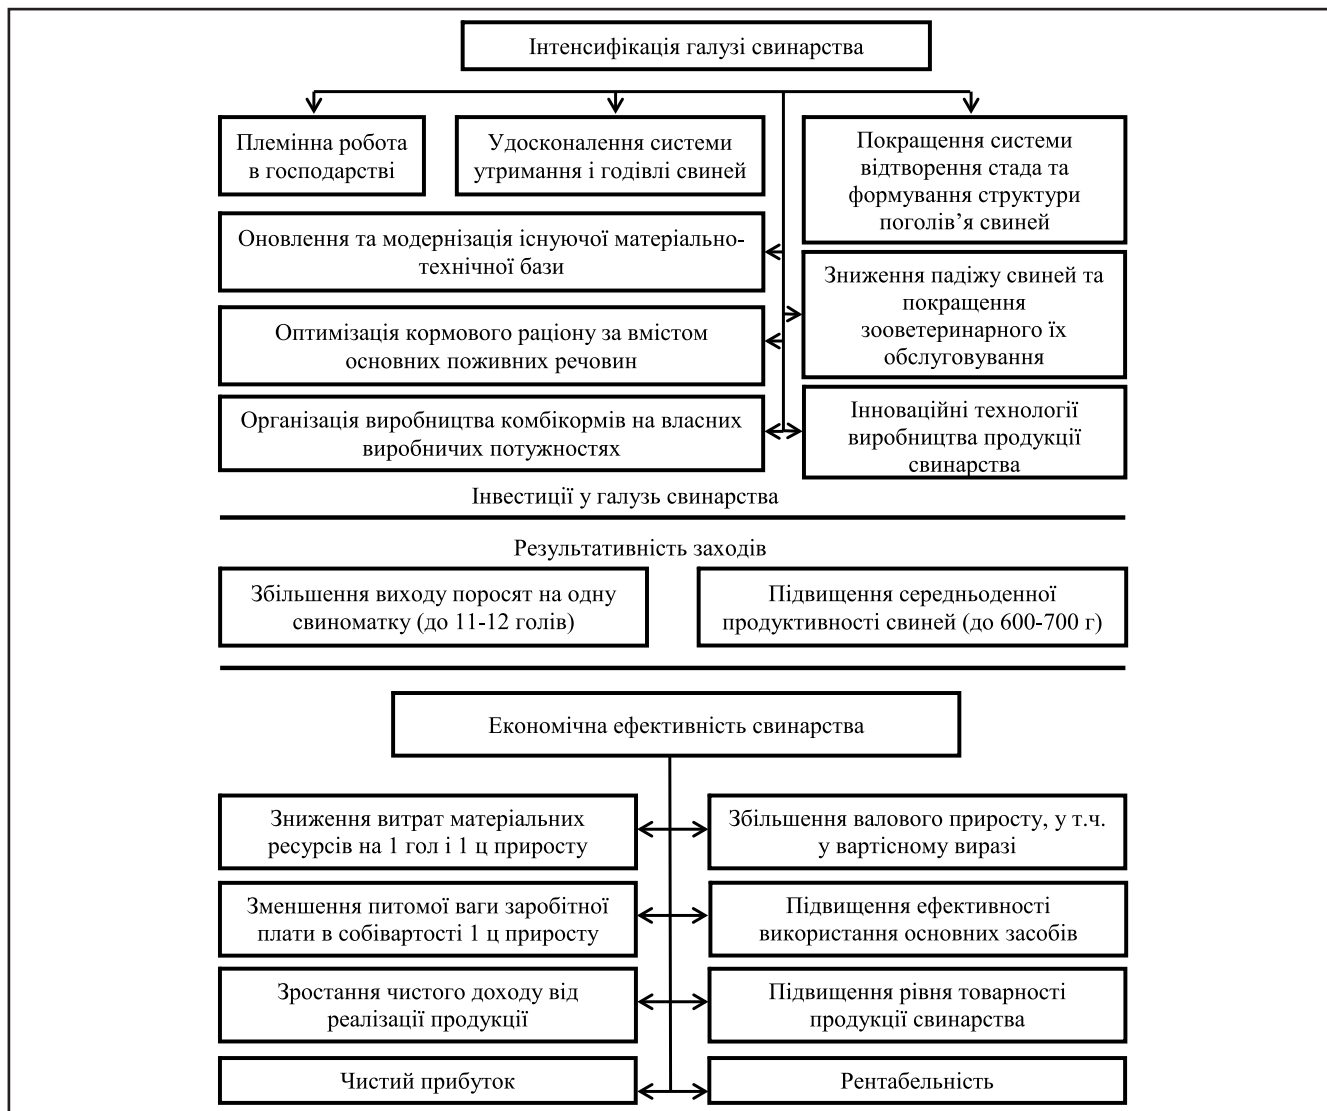 Інтенсифікація галузі свинарства
Племінна робота
в господарстві
Удосконалення системи
утримання і годівлі свиней
Покращення системи
відтворення стада та
формування структури
поголів’я свиней
Оновлення та модернізація існуючої матеріально-
технічної бази
Зниження падіжу свиней та
покращення
зооветеринарного їх
обслуговування
Оптимізація кормового раціону за вмістом
основних поживних речовин
Організація виробництва комбікормів на власних
виробничих потужностях
Інноваційні технології
виробництва продукції
свинарства
Інвестиції у галузь свинарства
Результативність заходів
Збільшення виходу поросят на одну
свиноматку (до 11-12 голів)
Підвищення середньоденної
продуктивності свиней (до 600-700 г)
Економічна ефективність свинарства
Зниження витрат матеріальних
ресурсів на 1 гол і 1 ц приросту
Збільшення валового приросту, у т.ч.
у вартісному виразі
Зменшення питомої ваги заробітної
плати в собівартості 1 ц приросту
Підвищення ефективності
використання основних засобів
Зростання чистого доходу від
реалізації продукції
Підвищення рівня товарності
продукції свинарства
Чистий прибуток
Рентабельність